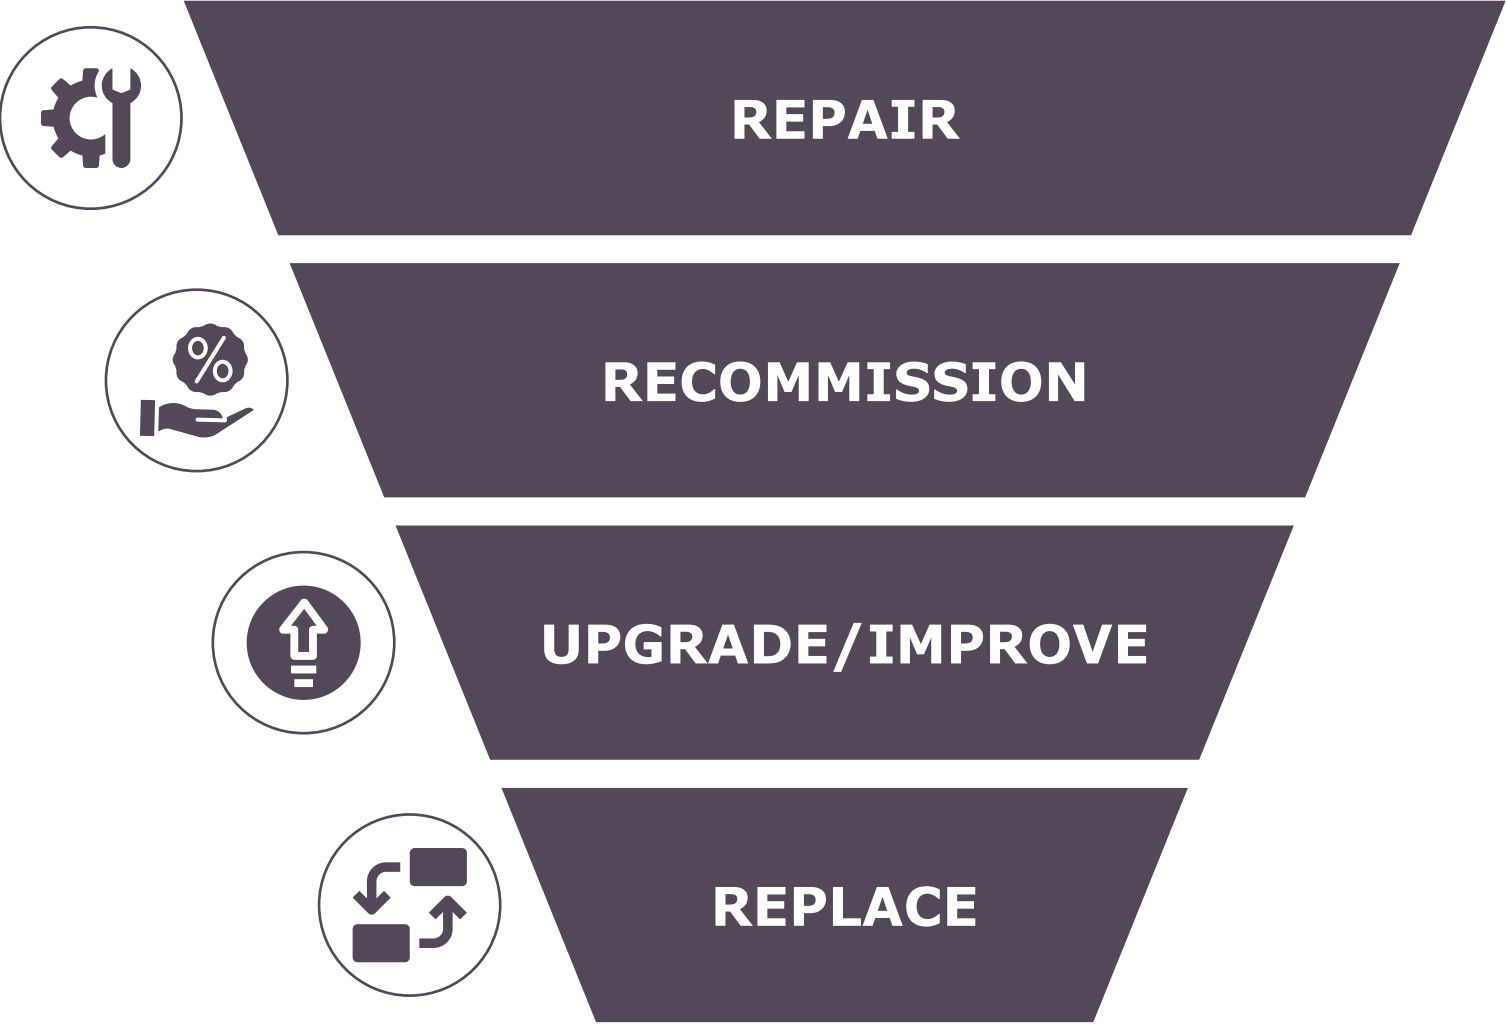 REPAIR
%
RECOMMISSION
UPGRADE/IMPROVE
REPLACE